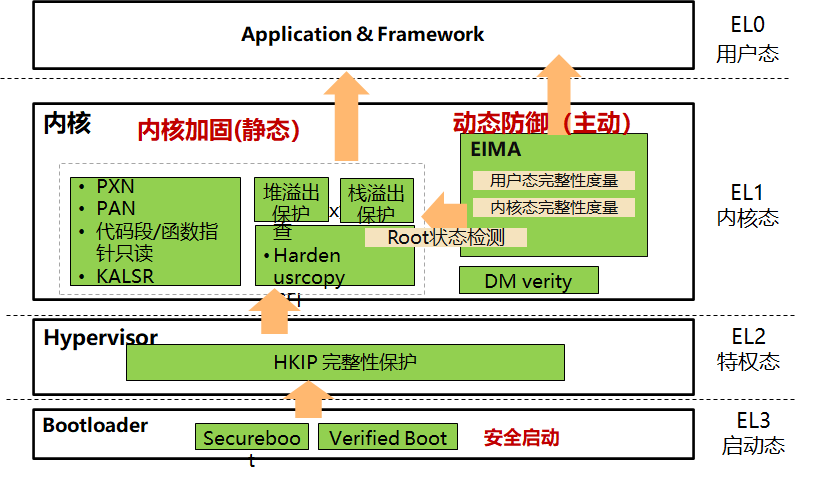 Application & Framework
EL0
用户态
内核
内核加固(静态)
动态防御（主动）
EIMA
用户态完整性度量
内核态完整性度量
• PXN
• PAN
• 代码段/函数指
针只读
• KALSR
堆溢出
保护
栈溢出
保护
x
查
• Harden
usrcopy
Root状态检测
DM verity
EL1
内核态
Hypervisor
HKIP 完整性保护
EL2
特权态
Bootloader
Secureboo
t
Verified Boot
安全启动
EL3
启动态